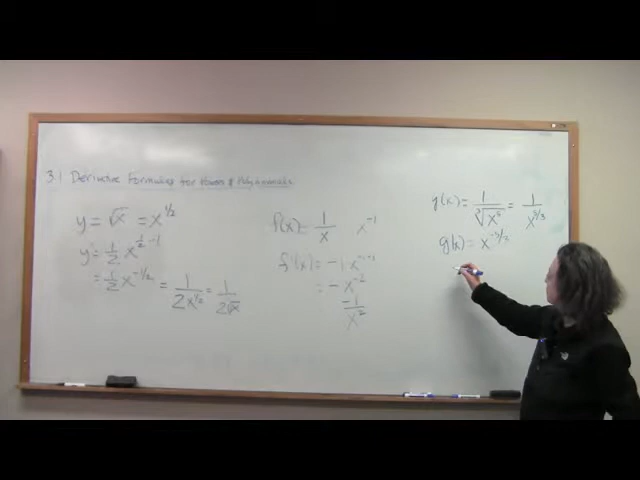 3.1 Derivative Formulas for Powers & Polynomials
y = √x = x^{1/2}
y' = 1/2 x^{1/2 - 1}
= 1/2 x^{-1/2} = 1/(2x^{1/2}) = 1/(2√x)
f(x) = 1/x x^{-1}
f'(x) = -1·x^{-1-1}
= -x^{-2}
-1/x^2
g(x) = 1/∛(x^5) = 1/x^{5/3}
g(x) = x^{-5/3}